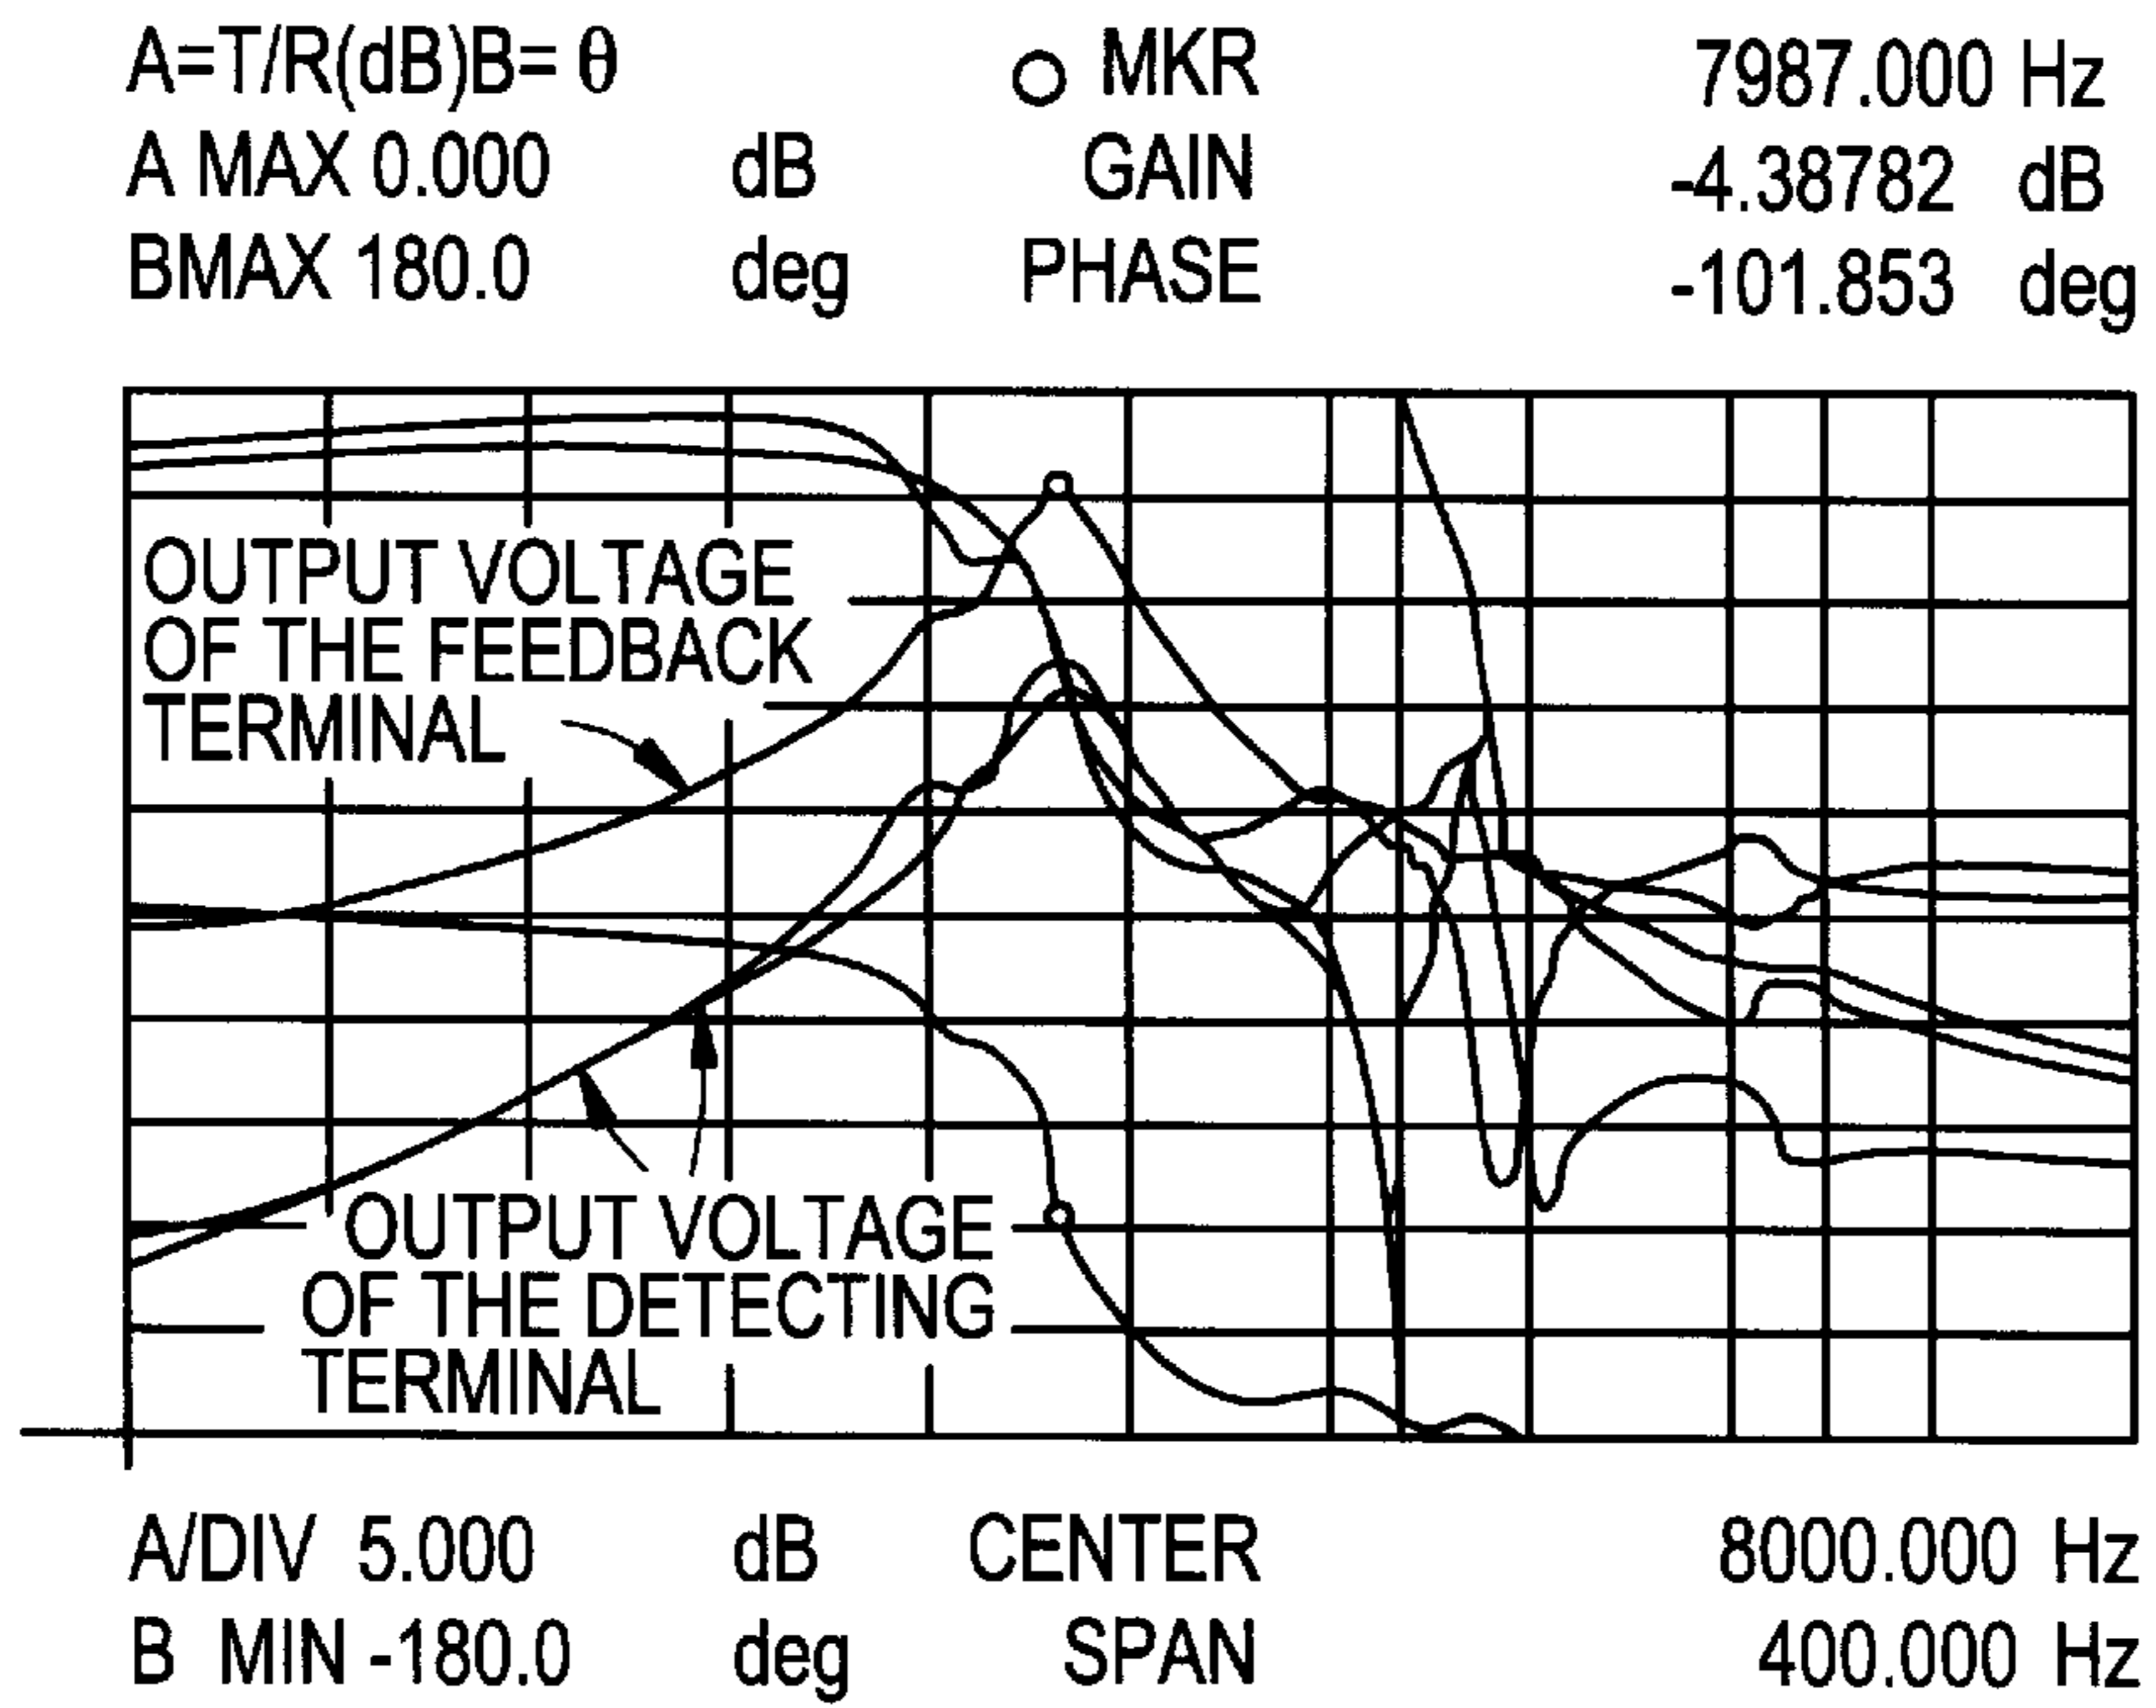 A=T/R(dB)B= θ ○ MKR 7987.000 Hz
A MAX 0.000 dB GAIN -4.38782 dB
BMAX 180.0 deg PHASE -101.853 deg
OUTPUT VOLTAGE
OF THE FEEDBACK
TERMINAL
OUTPUT VOLTAGE
OF THE DETECTING
TERMINAL
A/DIV 5.000 dB CENTER 8000.000 Hz
B MIN -180.0 deg SPAN 400.000 Hz